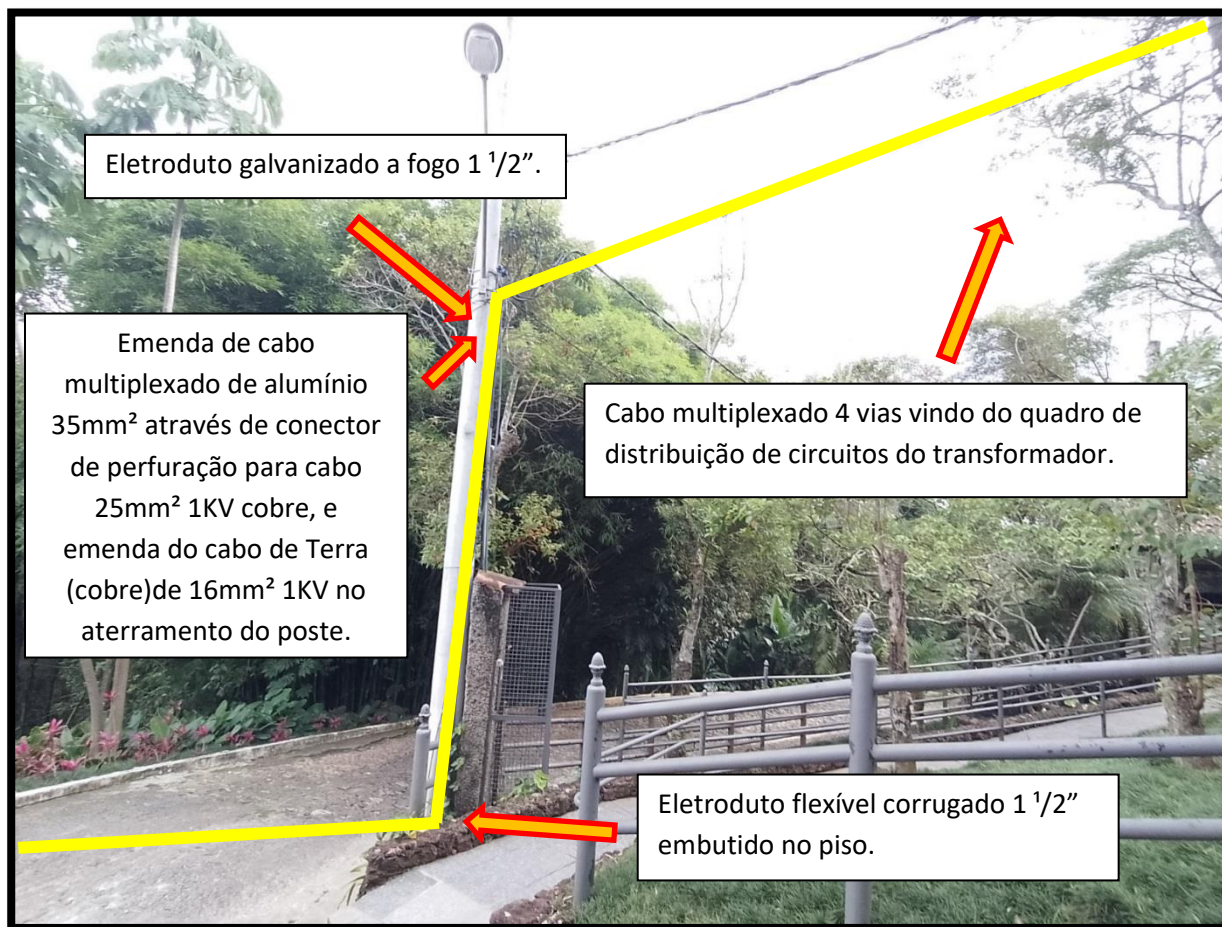 Eletroduto galvanizado a fogo 1 ¹/2”.
Emenda de cabo
multiplexado de alumínio
35mm² através de conector
de perfuração para cabo
25mm² 1KV cobre, e
emenda do cabo de Terra
(cobre)de 16mm² 1KV no
aterramento do poste.
Cabo multiplexado 4 vias vindo do quadro de
distribuição de circuitos do transformador.
Eletroduto flexível corrugado 1 ¹/2”
embutido no piso.